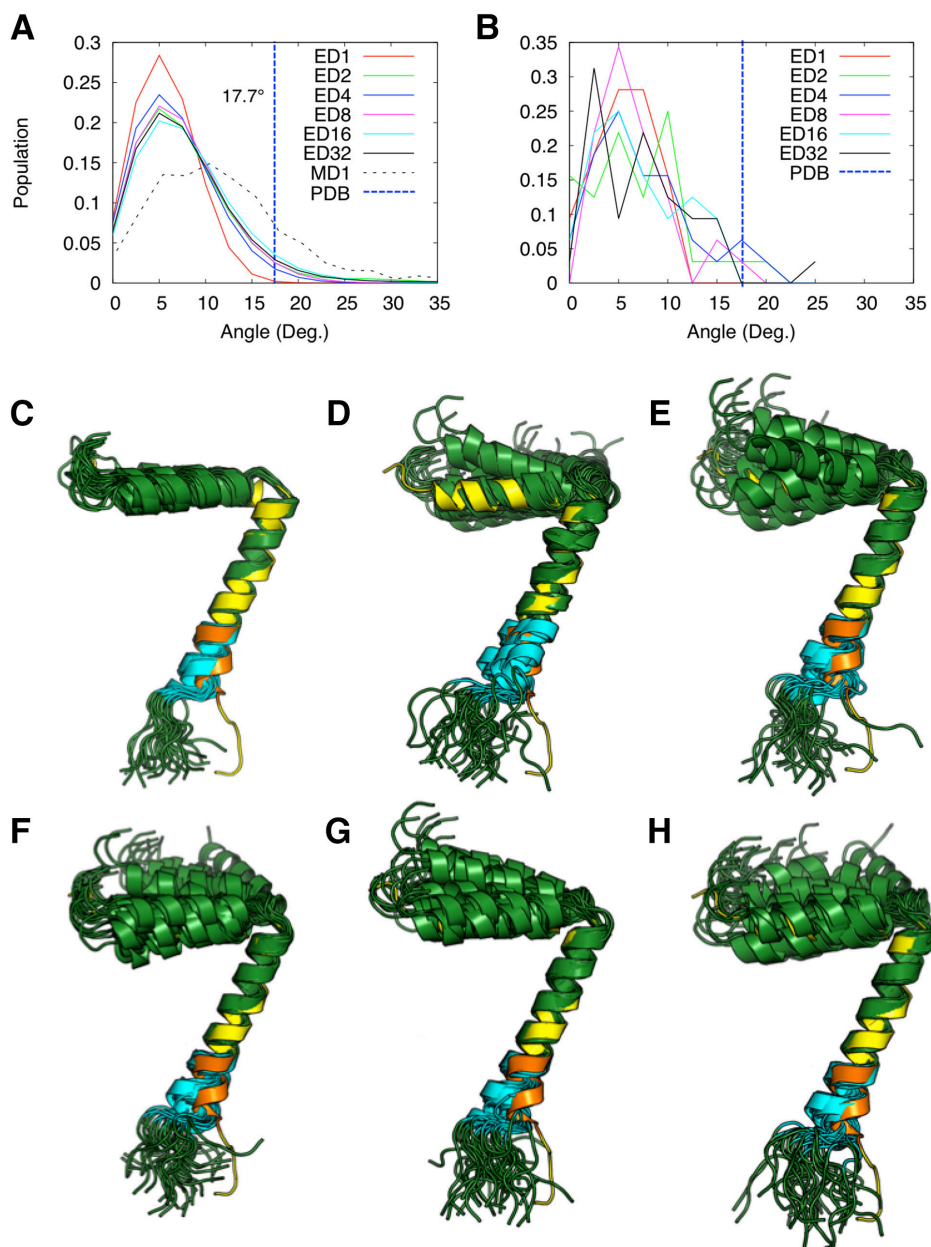 A
B
0.3
0.25
0.2
0.15
0.1
0.05
0
Population
17.7°
ED1
ED2
ED4
ED8
ED16
ED32
MD1
PDB
0 5 10 15 20 25 30 35
Angle (Deg.)
0.35
0.3
0.25
0.2
0.15
0.1
0.05
0
ED1
ED2
ED4
ED8
ED16
ED32
PDB
0 5 10 15 20 25 30 35
Angle (Deg.)
C
D
E
F
G
H